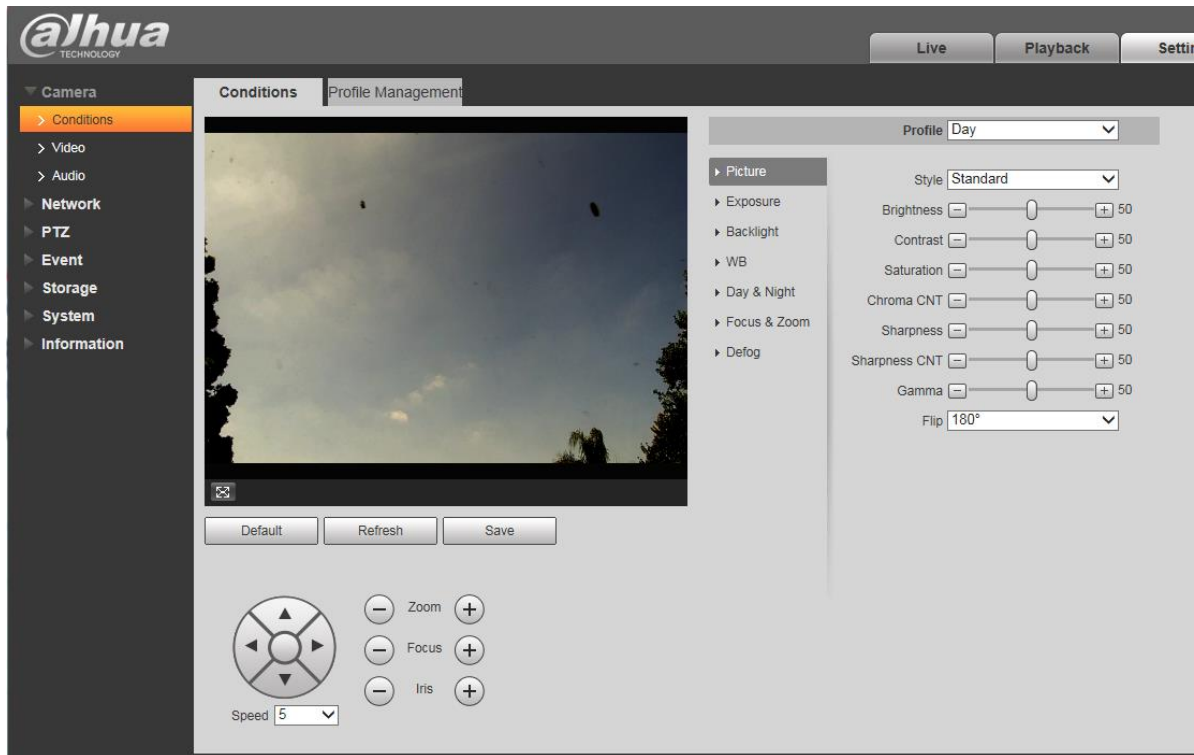 alhua
TECHNOLOGY
Live
Playback
Settin
Camera
Conditions
Video
Audio
Network
PTZ
Event
Storage
System
Information
Conditions
Profile Management
Profile Day
Picture
Exposure
Backlight
WB
Day & Night
Focus & Zoom
Defog
Style Standard
Brightness 50
Contrast 50
Saturation 50
Chroma CNT 50
Sharpness 50
Sharpness CNT 50
Gamma 50
Flip 180°
Default
Refresh
Save
Zoom
Focus
Iris
Speed 5